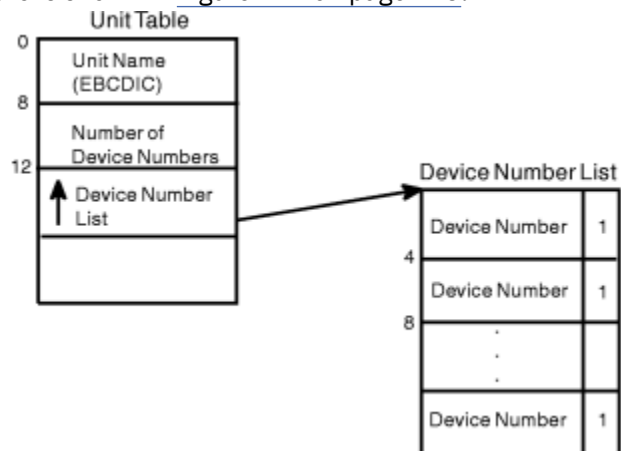 Unit Table
0
Unit Name
(EBCDIC)
8
Number of
Device Numbers
12
Device Number
List
Device Number List
Device Number 1
4
Device Number 1
8
.
.
.
Device Number 1